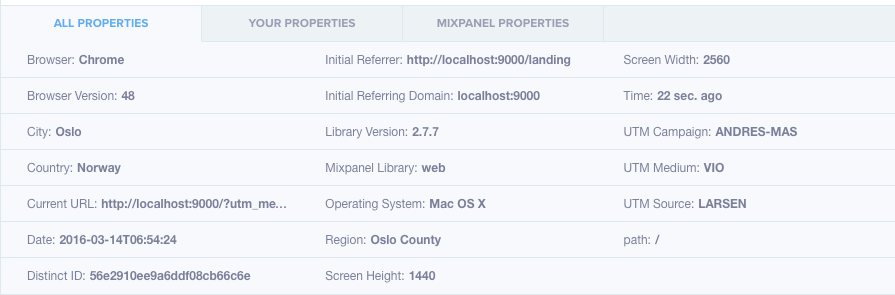 ALL PROPERTIES YOUR PROPERTIES MIXPANEL PROPERTIES
Browser: Chrome Initial Referrer: http://localhost:9000/landing Screen Width: 2560
Browser Version: 48 Initial Referring Domain: localhost:9000 Time: 22 sec. ago
City: Oslo Library Version: 2.7.7 UTM Campaign: ANDRES-MAS
Country: Norway Mixpanel Library: web UTM Medium: VIO
Current URL: http://localhost:9000/?utm_me... Operating System: Mac OS X UTM Source: LARSEN
Date: 2016-03-14T06:54:24 Region: Oslo County path: /
Distinct ID: 56e2910ee9a6ddf08cb66c6e Screen Height: 1440